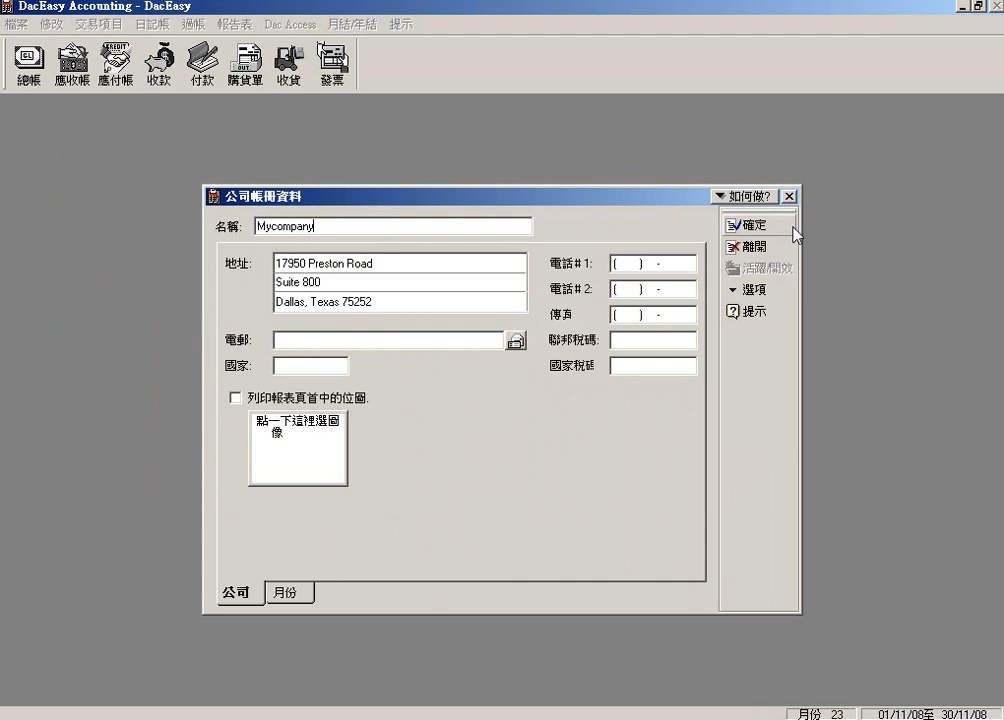 DacEasy Accounting - DacEasy
檔案 修改 交易項目 日記帳 過帳 報告表 Dac Access 月結/年結 提示
GL CREDIT OUT
總帳 應收帳 應付帳 收款 付款 購貨單 收貨 發票
公司帳冊資料 如何做?
名稱: Mycompany
確定
離開
活躍/開效
選項
提示
地址: 17950 Preston Road
Suite 800
Dallas, Texas 75252
電話#1: ( ) -
電話#2: ( ) -
傳真 ( ) -
電郵: 聯邦稅碼:
國家: 國家稅碼
列印報表頁首中的位圖.
點一下這裡選圖
像
公司 月份
月份 23 01/11/08至 30/11/08